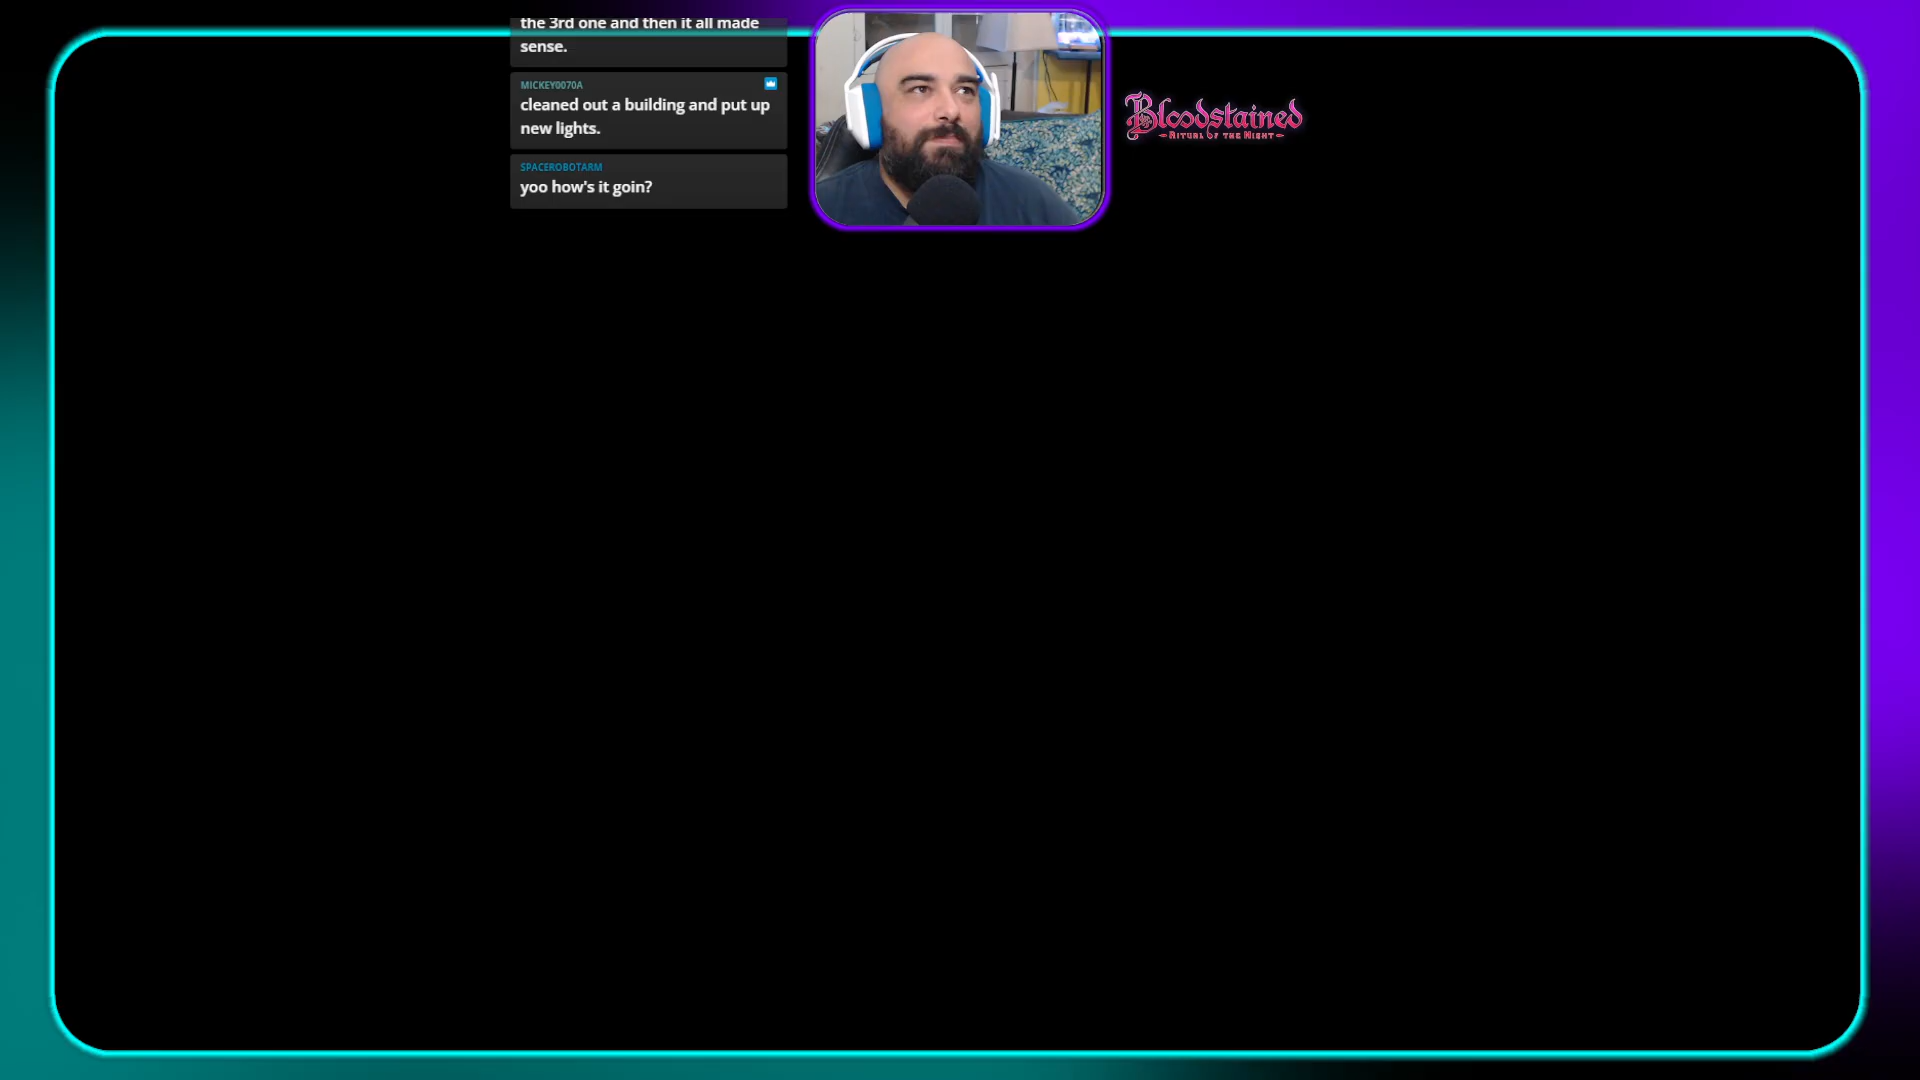 the 3rd one and then it all made
sense.
MICKEY0070A
cleaned out a building and put up
new lights.
SPACEROBOTARM
yoo how's it goin?
Bloodstained
RITUAL OF THE NIGHT